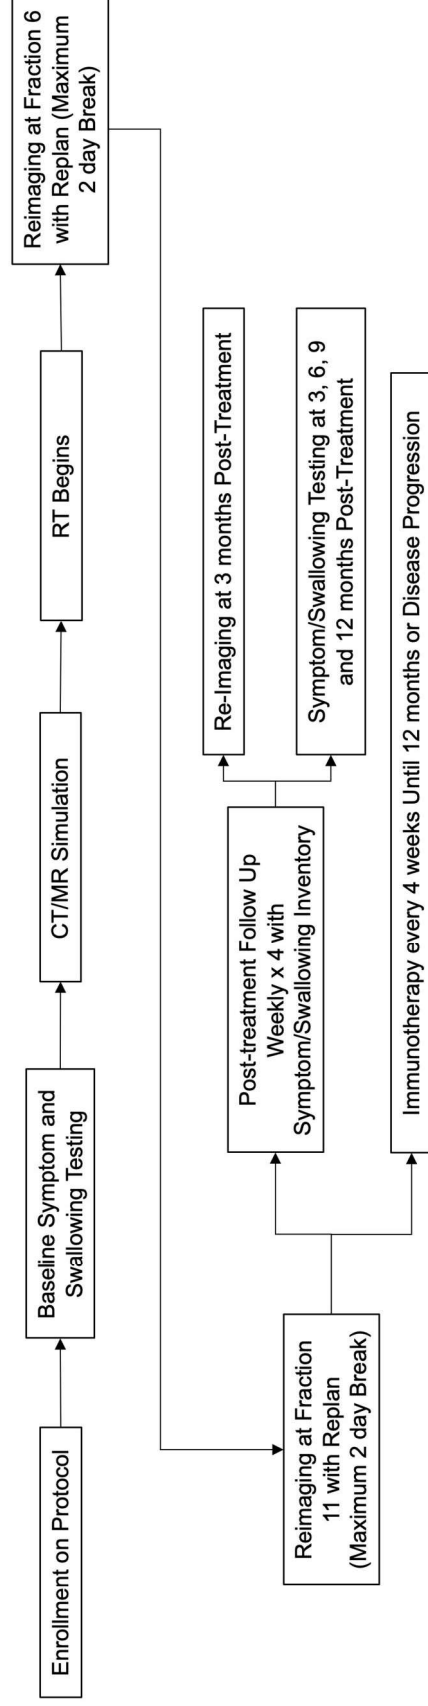 Enrollment on Protocol
Baseline Symptom and
Swallowing Testing
CT/MR Simulation
RT Begins
Reimaging at Fraction 6
with Replan (Maximum
2 day Break)
Reimaging at Fraction
11 with Replan
(Maximum 2 day Break)
Post-treatment Follow Up
Weekly x 4 with
Symptom/Swallowing Inventory
Re-Imaging at 3 months Post-Treatment
Symptom/Swallowing Testing at 3, 6, 9
and 12 months Post-Treatment
Immunotherapy every 4 weeks Until 12 months or Disease Progression